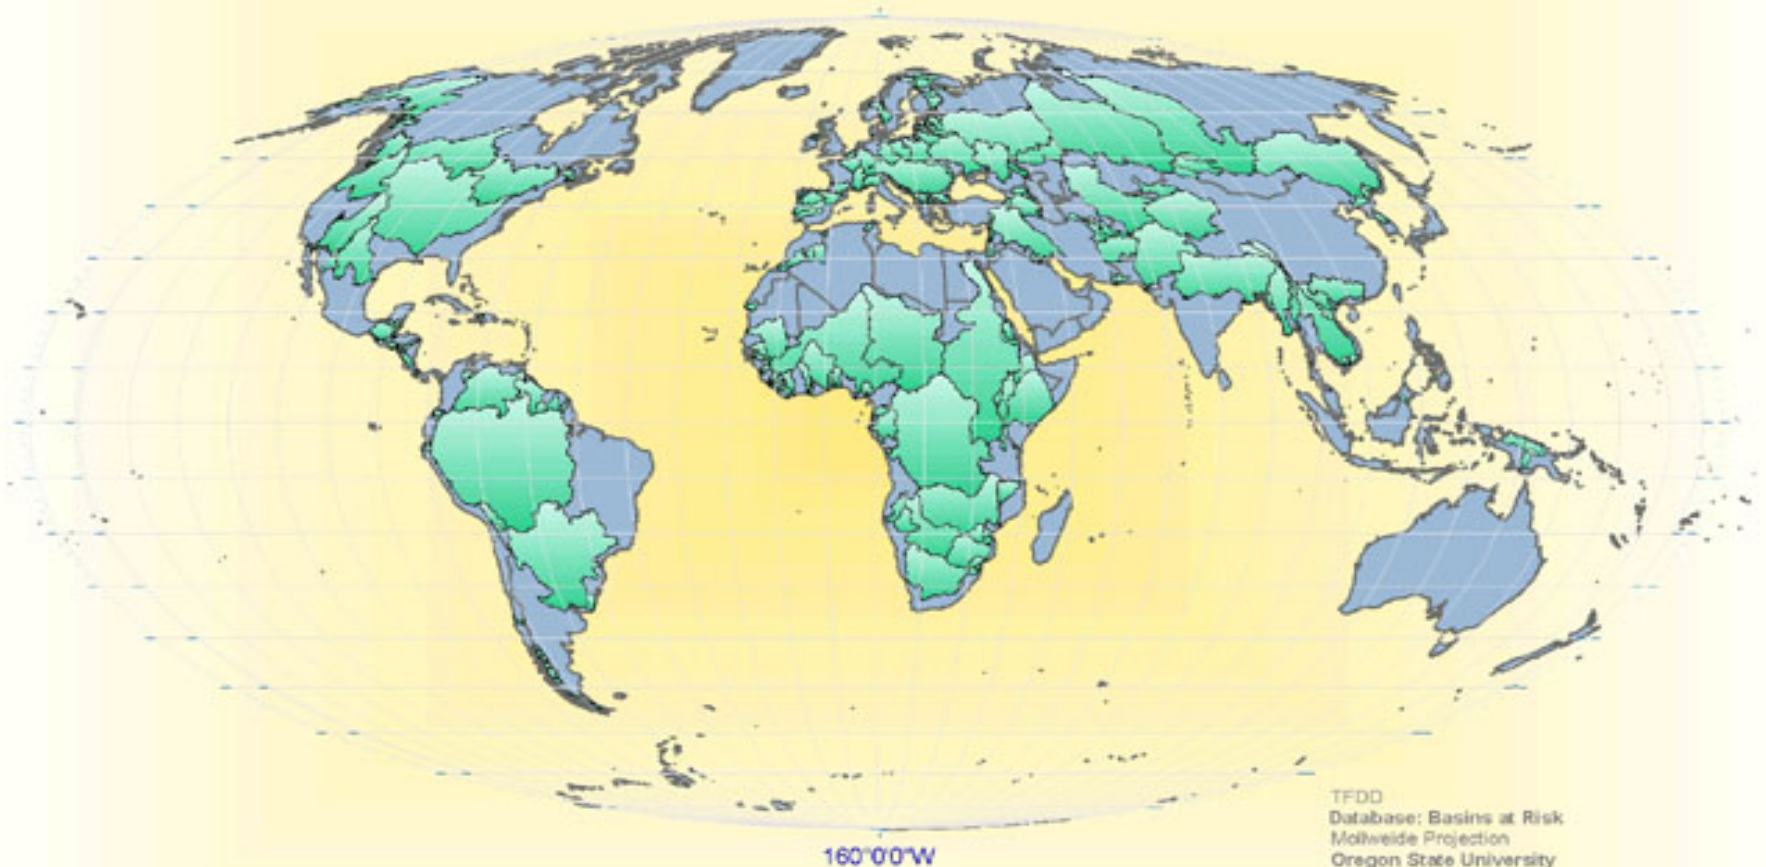 160°0'0"W
TFDD
Database: Basins at Risk
Mollweide Projection
Oregon State University